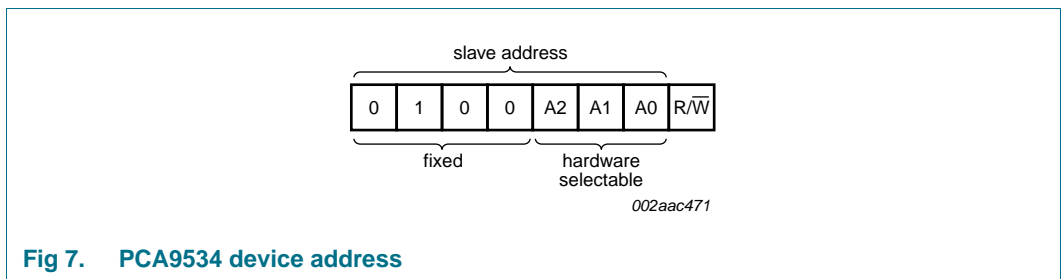 slave address
0 1 0 0 A2 A1 A0 R/W̅
fixed
hardware
selectable
002aac471
Fig 7. PCA9534 device address